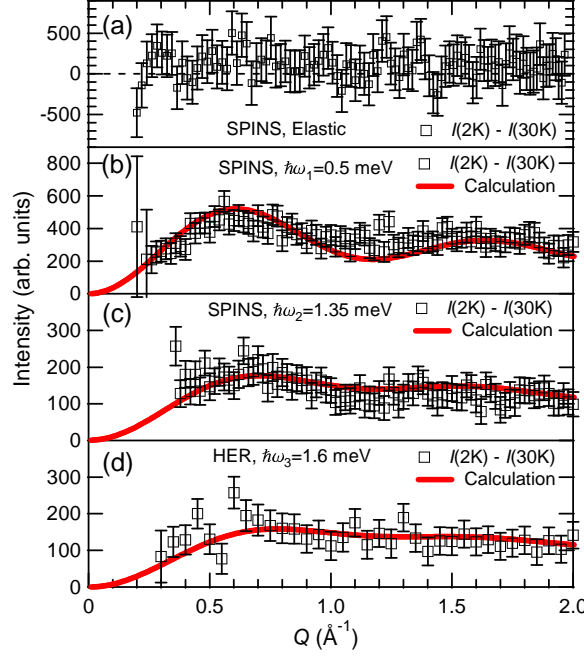 (a)
500
0
-500
SPINS, Elastic
I(2K) - I(30K)
(b)
SPINS, ℏω₁=0.5 meV
I(2K) - I(30K)
Calculation
800
600
400
200
0
Intensity (arb. units)
(c)
SPINS, ℏω₂=1.35 meV
I(2K) - I(30K)
Calculation
300
200
100
0
(d)
HER, ℏω₃=1.6 meV
I(2K) - I(30K)
Calculation
300
200
100
0
0.0 0.5 1.0 1.5 2.0
Q (Å⁻¹)